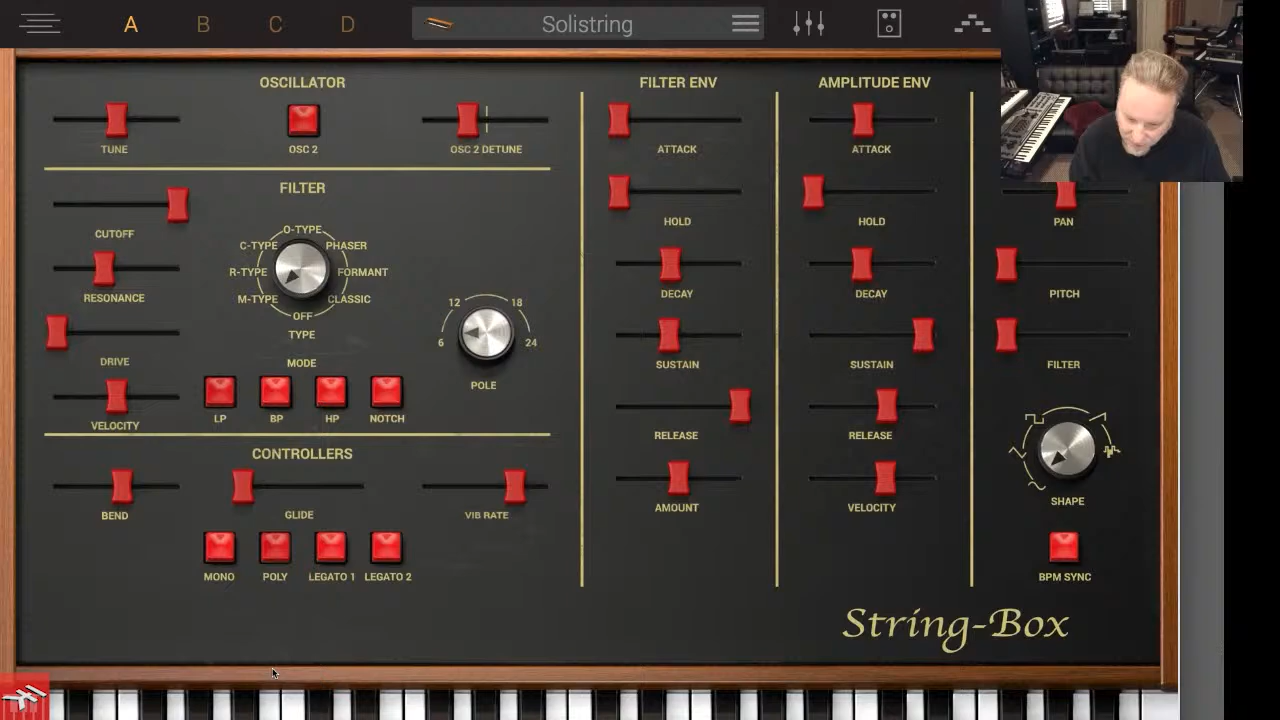 A B C D Solistring
OSCILLATOR FILTER ENV AMPLITUDE ENV
TUNE OSC 2 OSC 2 DETUNE ATTACK ATTACK
FILTER
O-TYPE
C-TYPE PHASER
R-TYPE FORMANT
M-TYPE CLASSIC
OFF
TYPE
CUTOFF
RESONANCE
DRIVE
VELOCITY
MODE
LP BP HP NOTCH
12 18
6 24
POLE
CONTROLLERS
BEND GLIDE VIB RATE
MONO POLY LEGATO 1 LEGATO 2
HOLD
DECAY
SUSTAIN
RELEASE
AMOUNT
HOLD
DECAY
SUSTAIN
RELEASE
VELOCITY
PAN
PITCH
FILTER
SHAPE
BPM SYNC
String-Box